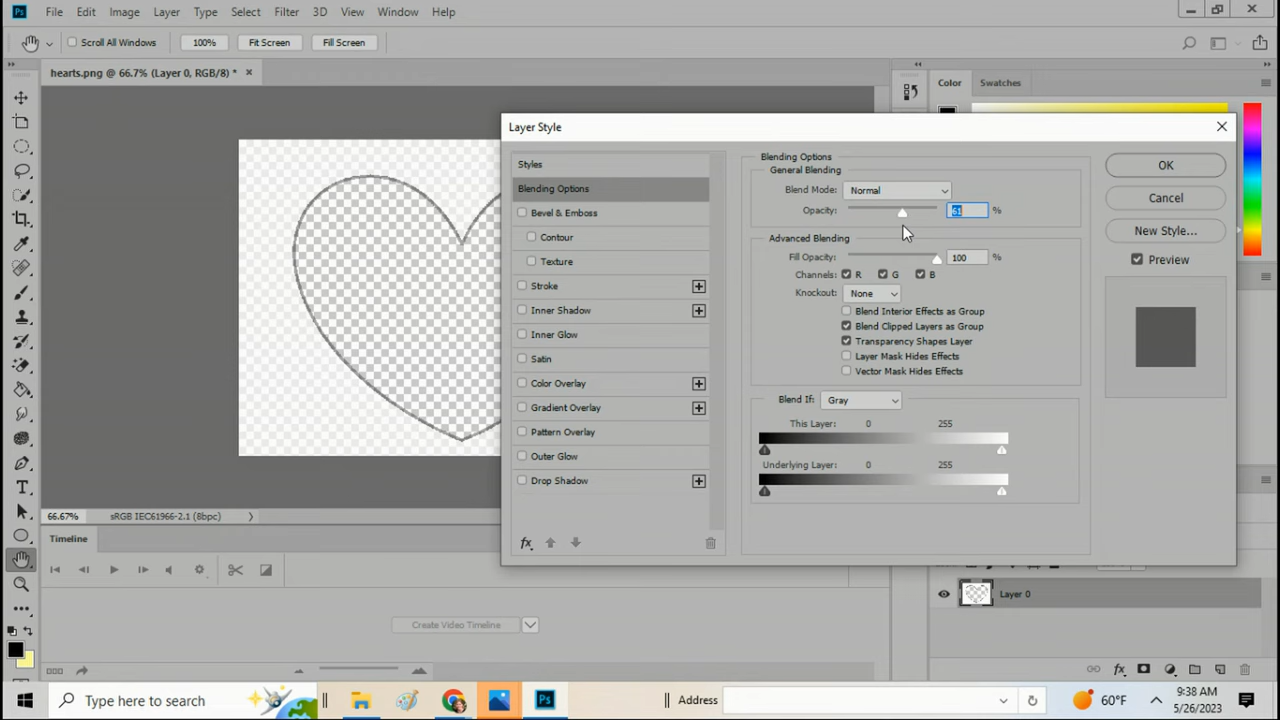 Ps File Edit Image Layer Type Select Filter 3D View Window Help
Scroll All Windows 100% Fit Screen Fill Screen
hearts.png @ 66.7% (Layer 0, RGB/8) * ×
Color Swatches
Layer Style
Styles
Blending Options
Bevel & Emboss
Contour
Texture
Stroke
Inner Shadow
Inner Glow
Satin
Color Overlay
Gradient Overlay
Pattern Overlay
Outer Glow
Drop Shadow
fx
Blending Options
General Blending
Blend Mode: Normal
Opacity: 61 %
Advanced Blending
Fill Opacity: 100 %
Channels: R G B
Knockout: None
Blend Interior Effects as Group
Blend Clipped Layers as Group
Transparency Shapes Layer
Layer Mask Hides Effects
Vector Mask Hides Effects
Blend If: Gray
This Layer: 0 255
Underlying Layer: 0 255
OK
Cancel
New Style...
Preview
66.67% sRGB IEC61966-2.1 (8bpc)
Timeline
Create Video Timeline
Layer 0
fx
Type here to search
Ps
Address
60°F
9:38 AM
5/26/2023